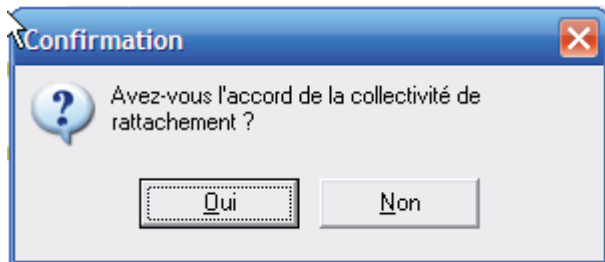 Confirmation
Avez-vous l'accord de la collectivité de
rattachement ?
Oui
Non